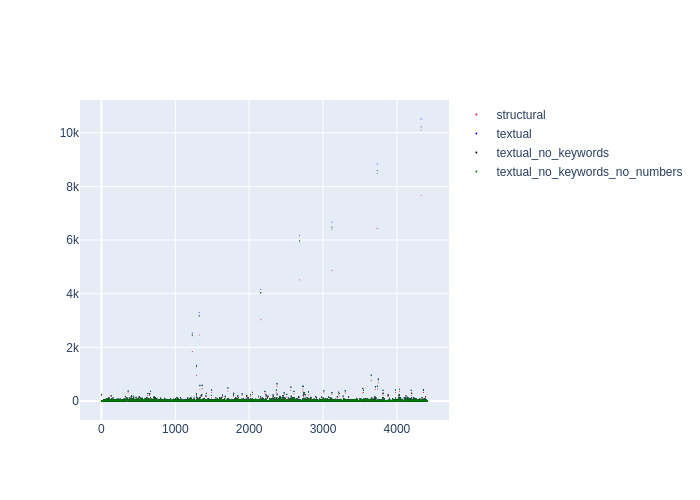 structural
textual
textual_no_keywords
textual_no_keywords_no_numbers
10k
8k
6k
4k
2k
0
0 1000 2000 3000 4000